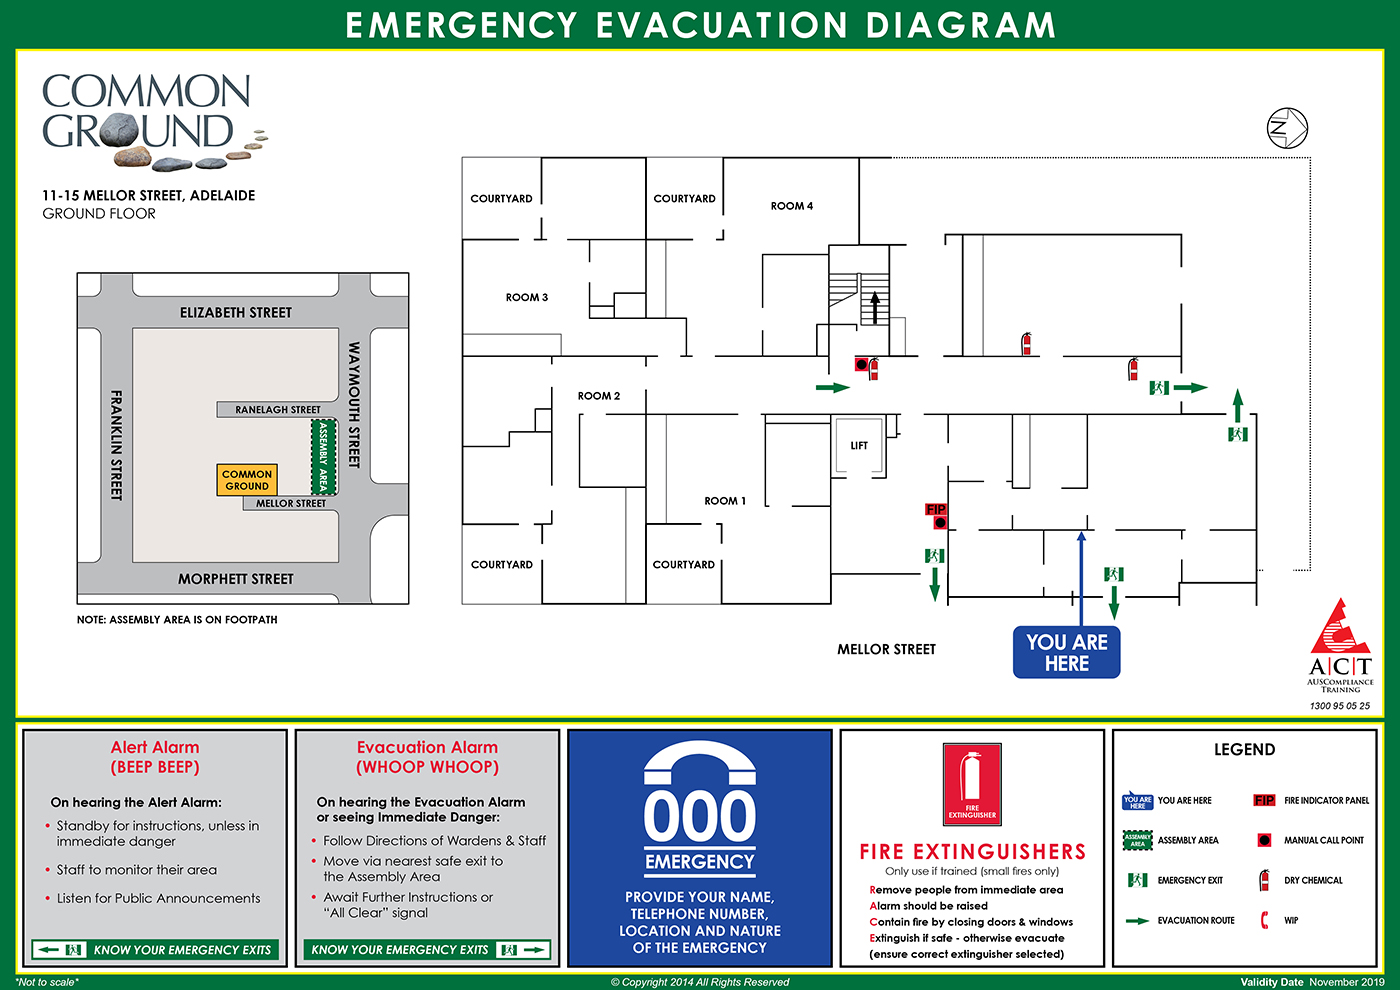 EMERGENCY EVACUATION DIAGRAM
COMMON
GROUND
11-15 MELLOR STREET, ADELAIDE
GROUND FLOOR
ELIZABETH STREET
WAYMOUTH STREET
FRANKLIN STREET
RANELAGH STREET
ASSEMBLY AREA
COMMON
GROUND
MELLOR STREET
MORPHETT STREET
NOTE: ASSEMBLY AREA IS ON FOOTPATH
N
COURTYARD
COURTYARD
ROOM 4
ROOM 3
ROOM 2
LIFT
ROOM 1
FIP
COURTYARD
COURTYARD
MELLOR STREET
YOU ARE
HERE
A|C|T
AUSCOMPLIANCE
TRAINING
1300 95 05 25
Alert Alarm
(BEEP BEEP)
On hearing the Alert Alarm:
• Standby for instructions, unless in
immediate danger
• Staff to monitor their area
• Listen for Public Announcements
KNOW YOUR EMERGENCY EXITS
Evacuation Alarm
(WHOOP WHOOP)
On hearing the Evacuation Alarm
or seeing Immediate Danger:
• Follow Directions of Wardens & Staff
• Move via nearest safe exit to
the Assembly Area
• Await Further Instructions or
“All Clear” signal
KNOW YOUR EMERGENCY EXITS
000
EMERGENCY
PROVIDE YOUR NAME,
TELEPHONE NUMBER,
LOCATION AND NATURE
OF THE EMERGENCY
FIRE
EXTINGUISHER
FIRE EXTINGUISHERS
Only use if trained (small fires only)
Remove people from immediate area
Alarm should be raised
Contain fire by closing doors & windows
Extinguish if safe - otherwise evacuate
(ensure correct extinguisher selected)
LEGEND
YOU ARE
HERE
YOU ARE HERE
FIP
FIRE INDICATOR PANEL
ASSEMBLY
AREA
ASSEMBLY AREA
MANUAL CALL POINT
EMERGENCY EXIT
DRY CHEMICAL
EVACUATION ROUTE
WIP
*Not to scale*
© Copyright 2014 All Rights Reserved
Validity Date November 2019